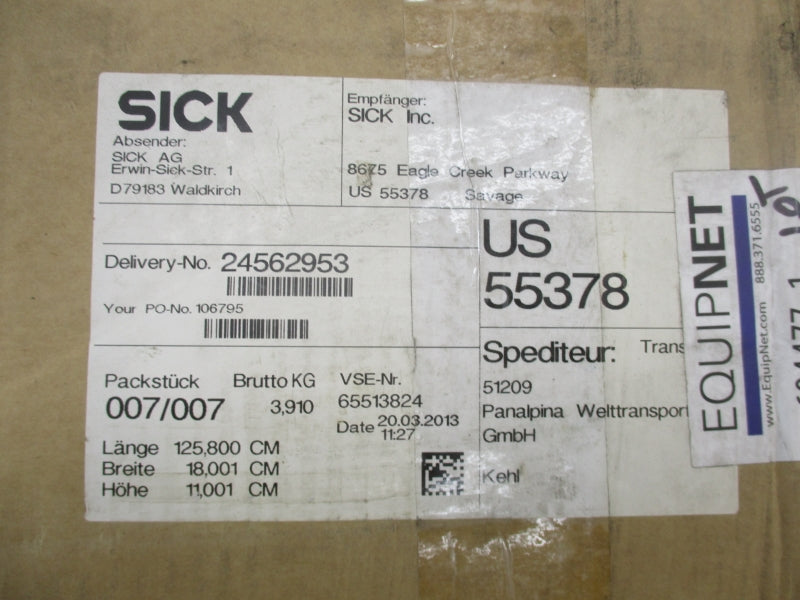 SICK
Absender:
SICK AG
Erwin-Sick-Str. 1
D79183 Waldkirch
Empfänger:
SICK Inc.
8675 Eagle Creek Parkway
US 55378 Savage
Delivery-No. 24562953
Your PO-No. 106795
US
55378
Packstück
007/007
Brutto KG
3,910
VSE-Nr.
65513824
Date 20.03.2013
11:27
Länge 125,800 CM
Breite 18,001 CM
Höhe 11,001 CM
Spediteur: Trans
51209
Panalpina Welttransport
GmbH
Kehl
EQUIPNET
www.EquipNet.com 888.371.6555